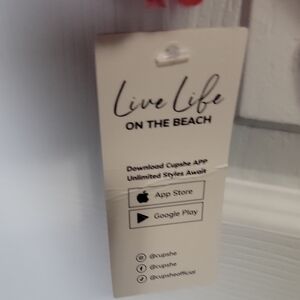 Live Life
ON THE BEACH
Download Cupshe APP
Unlimited Styles Await
App Store
Google Play
@cupshe
@cupshe
@cupsheofficial